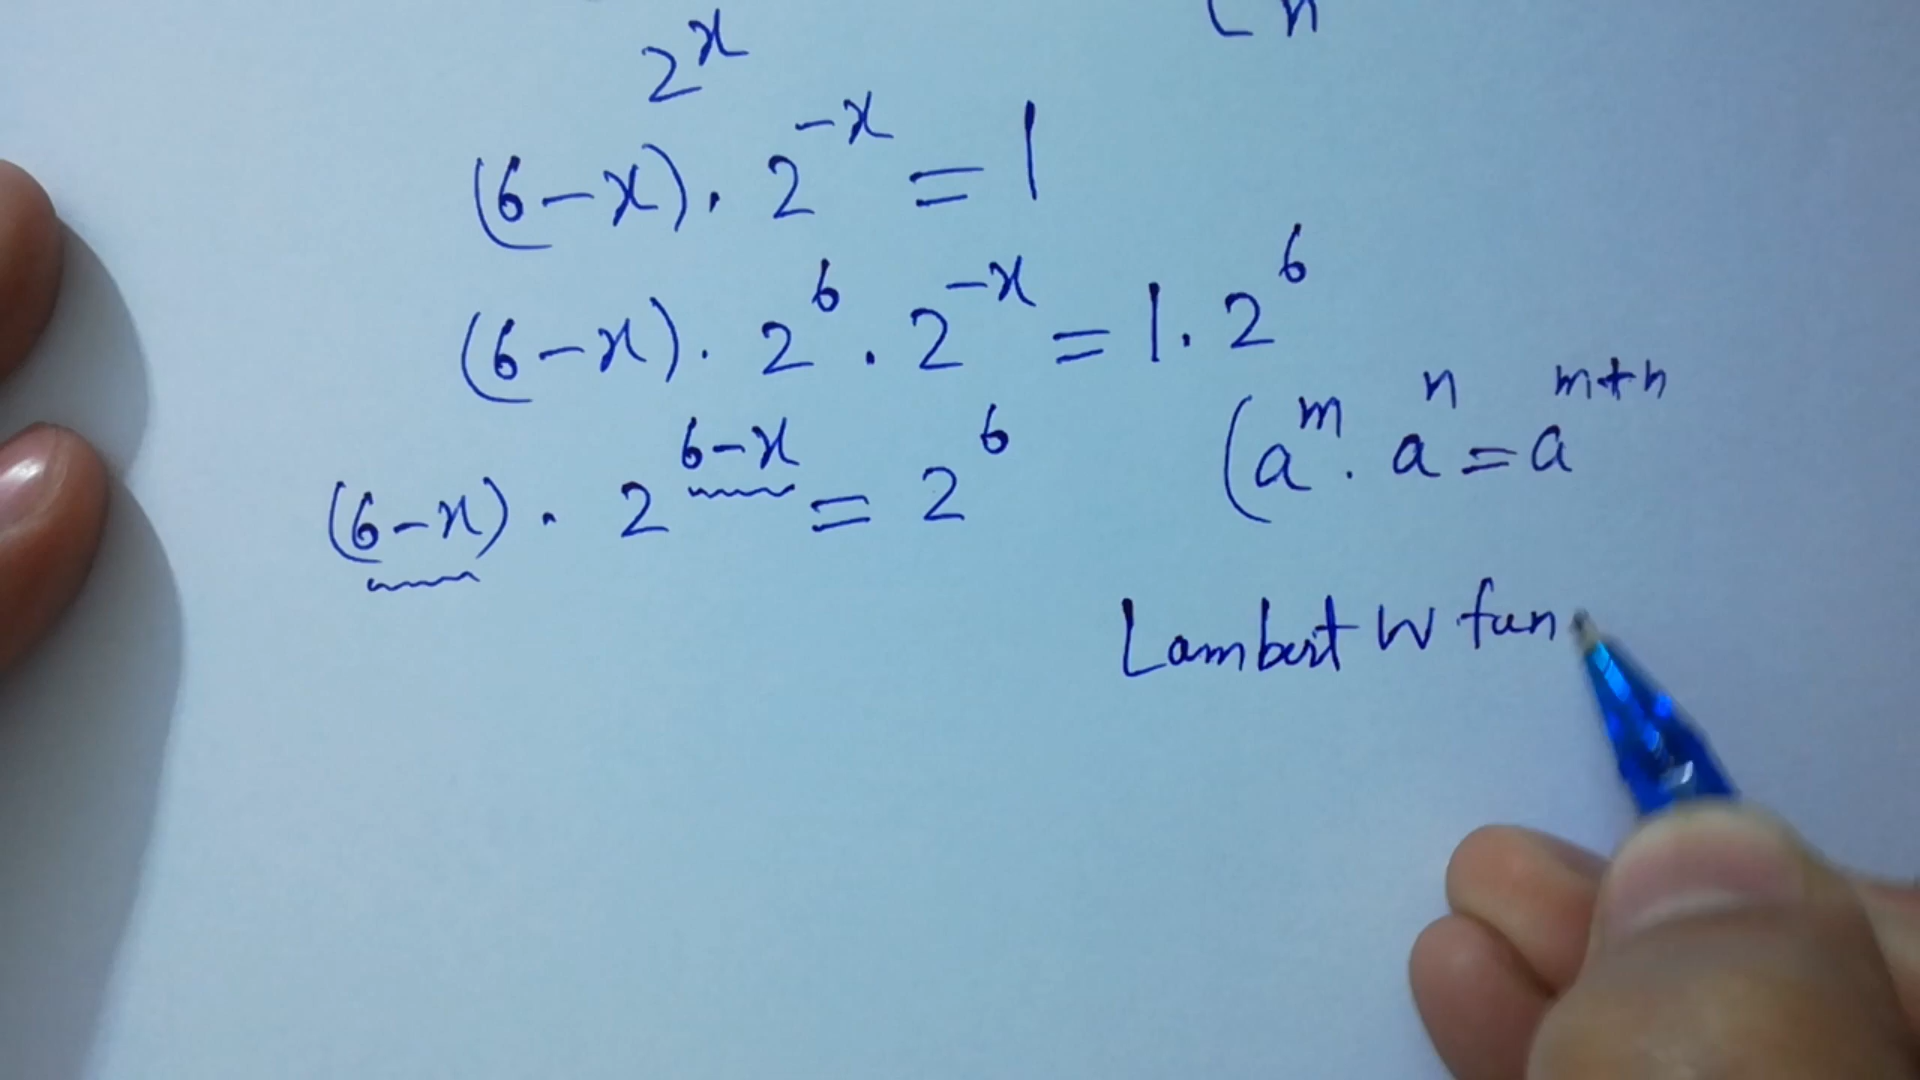 2^x
(6-x). 2^-x = 1
(6-x). 2^6 . 2^-x = 1. 2^6
(6-x). 2^6-x = 2^6
(a^m . a^n = a^m+n
Lambert W fun